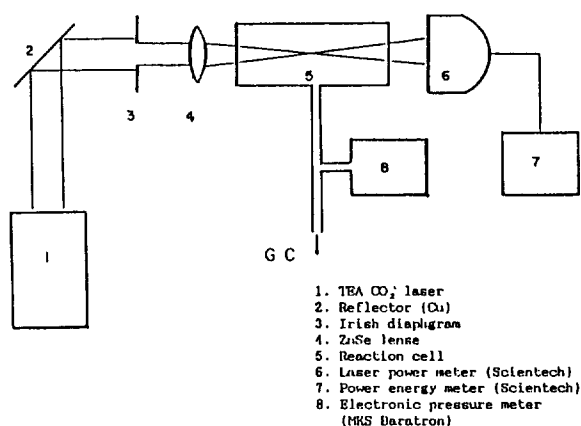 2
3
4
5
6
7
8
1
G C
1. TEA CO₂ laser
2. Reflector (Cu)
3. Irish diaphgram
4. ZnSe lense
5. Reaction cell
6. Laser power meter (Scientech)
7. Power energy meter (Scientech)
8. Electronic pressure meter
(MKS Baratron)